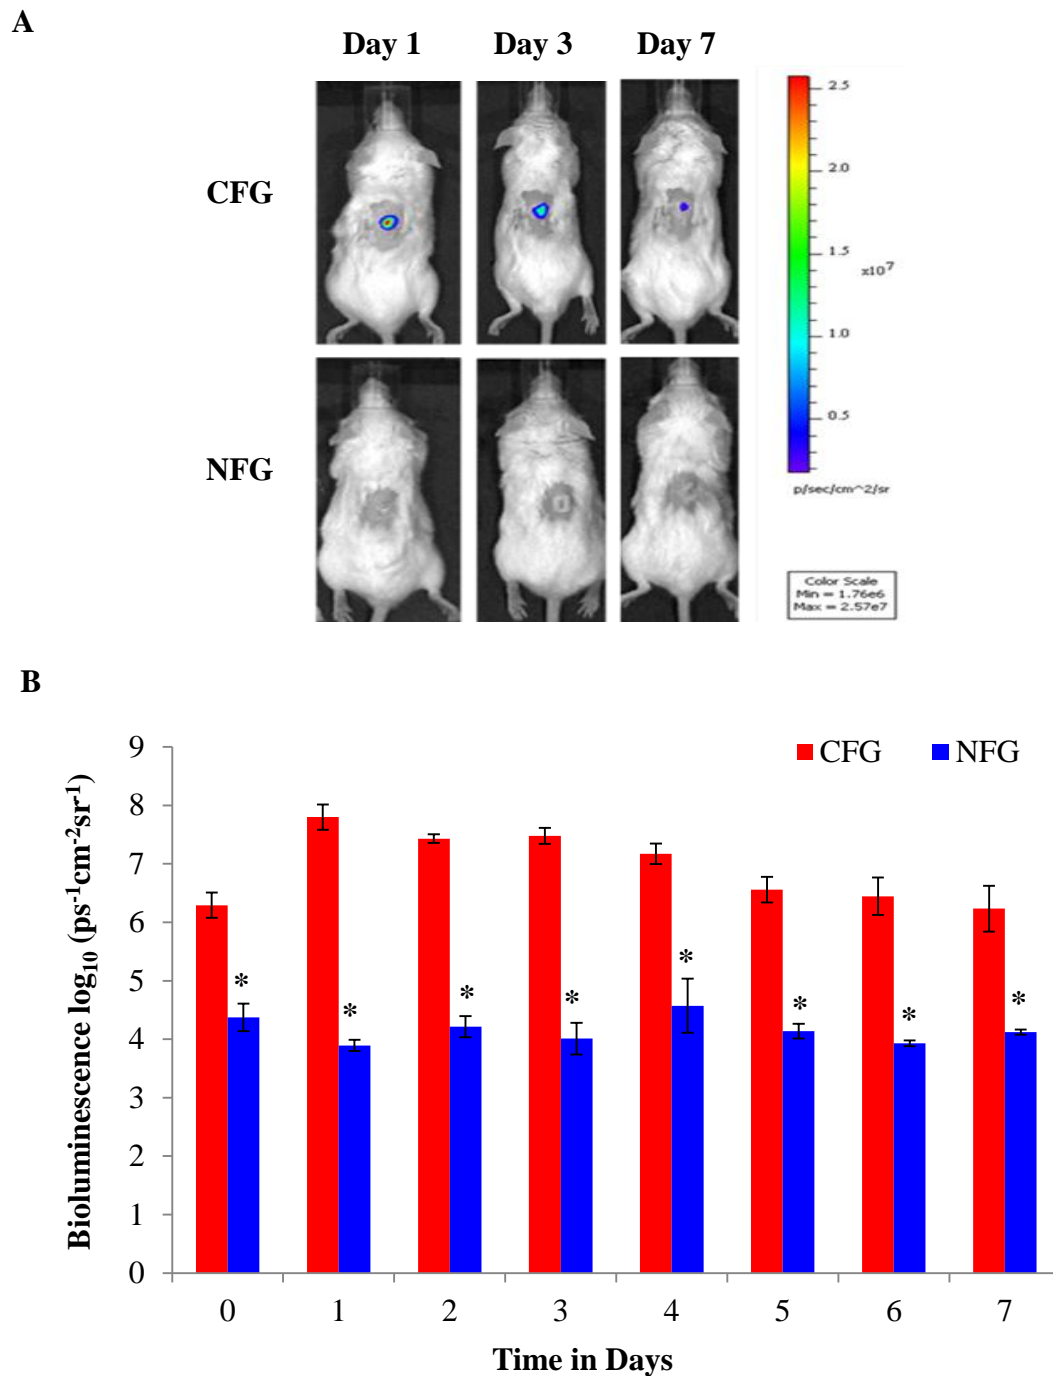 A
Day 1 Day 3 Day 7
CFG
NFG
2.5
2.0
1.5
x10^7
1.0
0.5
p/sec/cm^2/sr
Color Scale
Min = 1.76e6
Max = 2.57e7
B
CFG NFG
Bioluminescence log₁₀ (ps⁻¹cm⁻²sr⁻¹)
9
8
7
6
5
4
3
2
1
0
* * * * * * * *
0 1 2 3 4 5 6 7
Time in Days